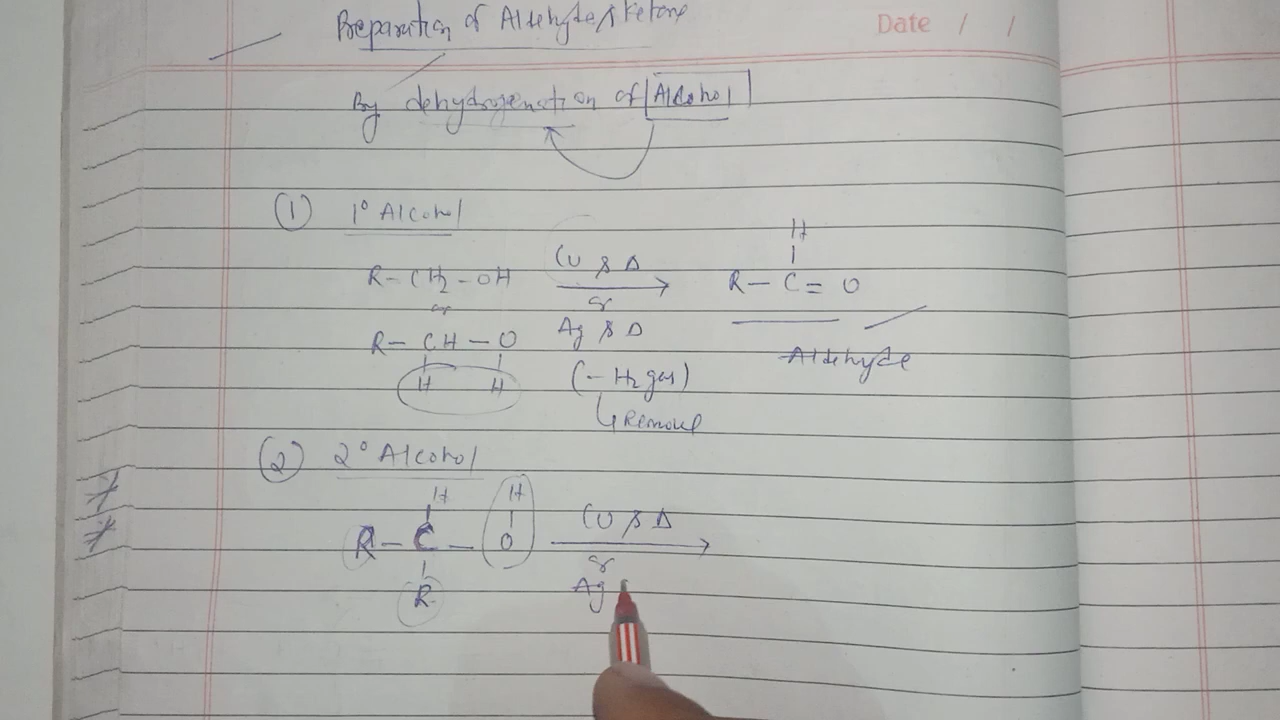 Preparation of Aldehyde & Ketone
Date / /
By dehydrogenation of Alcohol
(1) 1° Alcohol
R - CH2 - OH
or
R - CH - O
H H
Cu & Δ
or
Ag & Δ
(- H2 gas)
↳ Remove
H
R - C = O
Aldehyde
(2) 2° Alcohol
H H
R - C - O
R
Cu & Δ
or
Ag